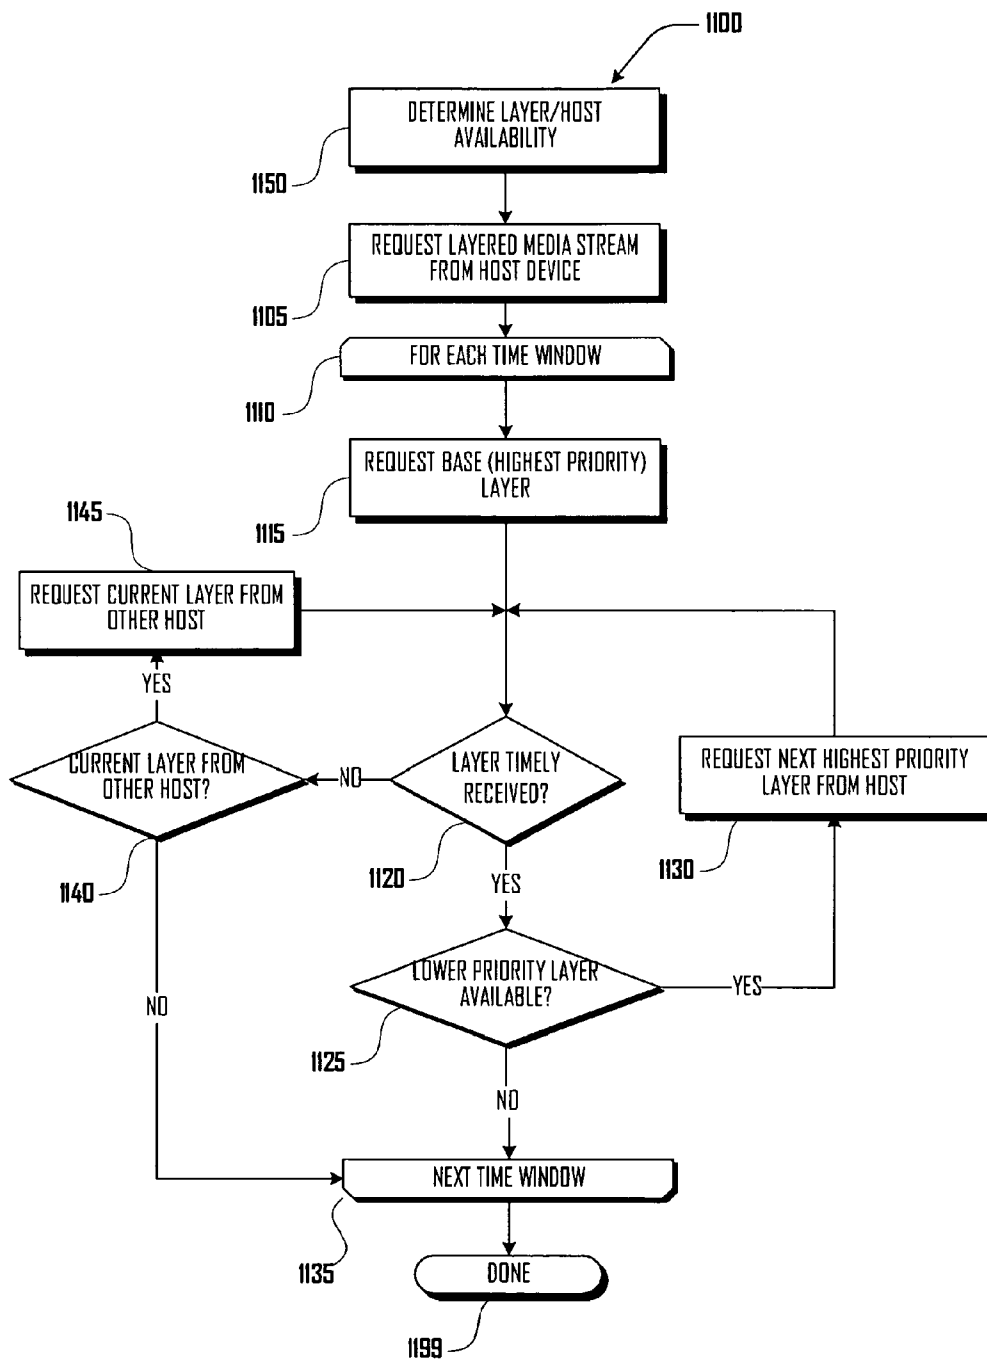 1100
DETERMINE LAYER/HOST
AVAILABILITY
1150
REQUEST LAYERED MEDIA STREAM
FROM HOST DEVICE
1105
FOR EACH TIME WINDOW
1110
REQUEST BASE (HIGHEST PRIORITY)
LAYER
1115
1145
REQUEST CURRENT LAYER FROM
OTHER HOST
YES
CURRENT LAYER FROM
OTHER HOST?
NO
LAYER TIMELY
RECEIVED?
REQUEST NEXT HIGHEST PRIORITY
LAYER FROM HOST
1140
1120
1130
YES
LOWER PRIORITY LAYER
AVAILABLE?
YES
NO
1125
NO
NEXT TIME WINDOW
1135
DONE
1199